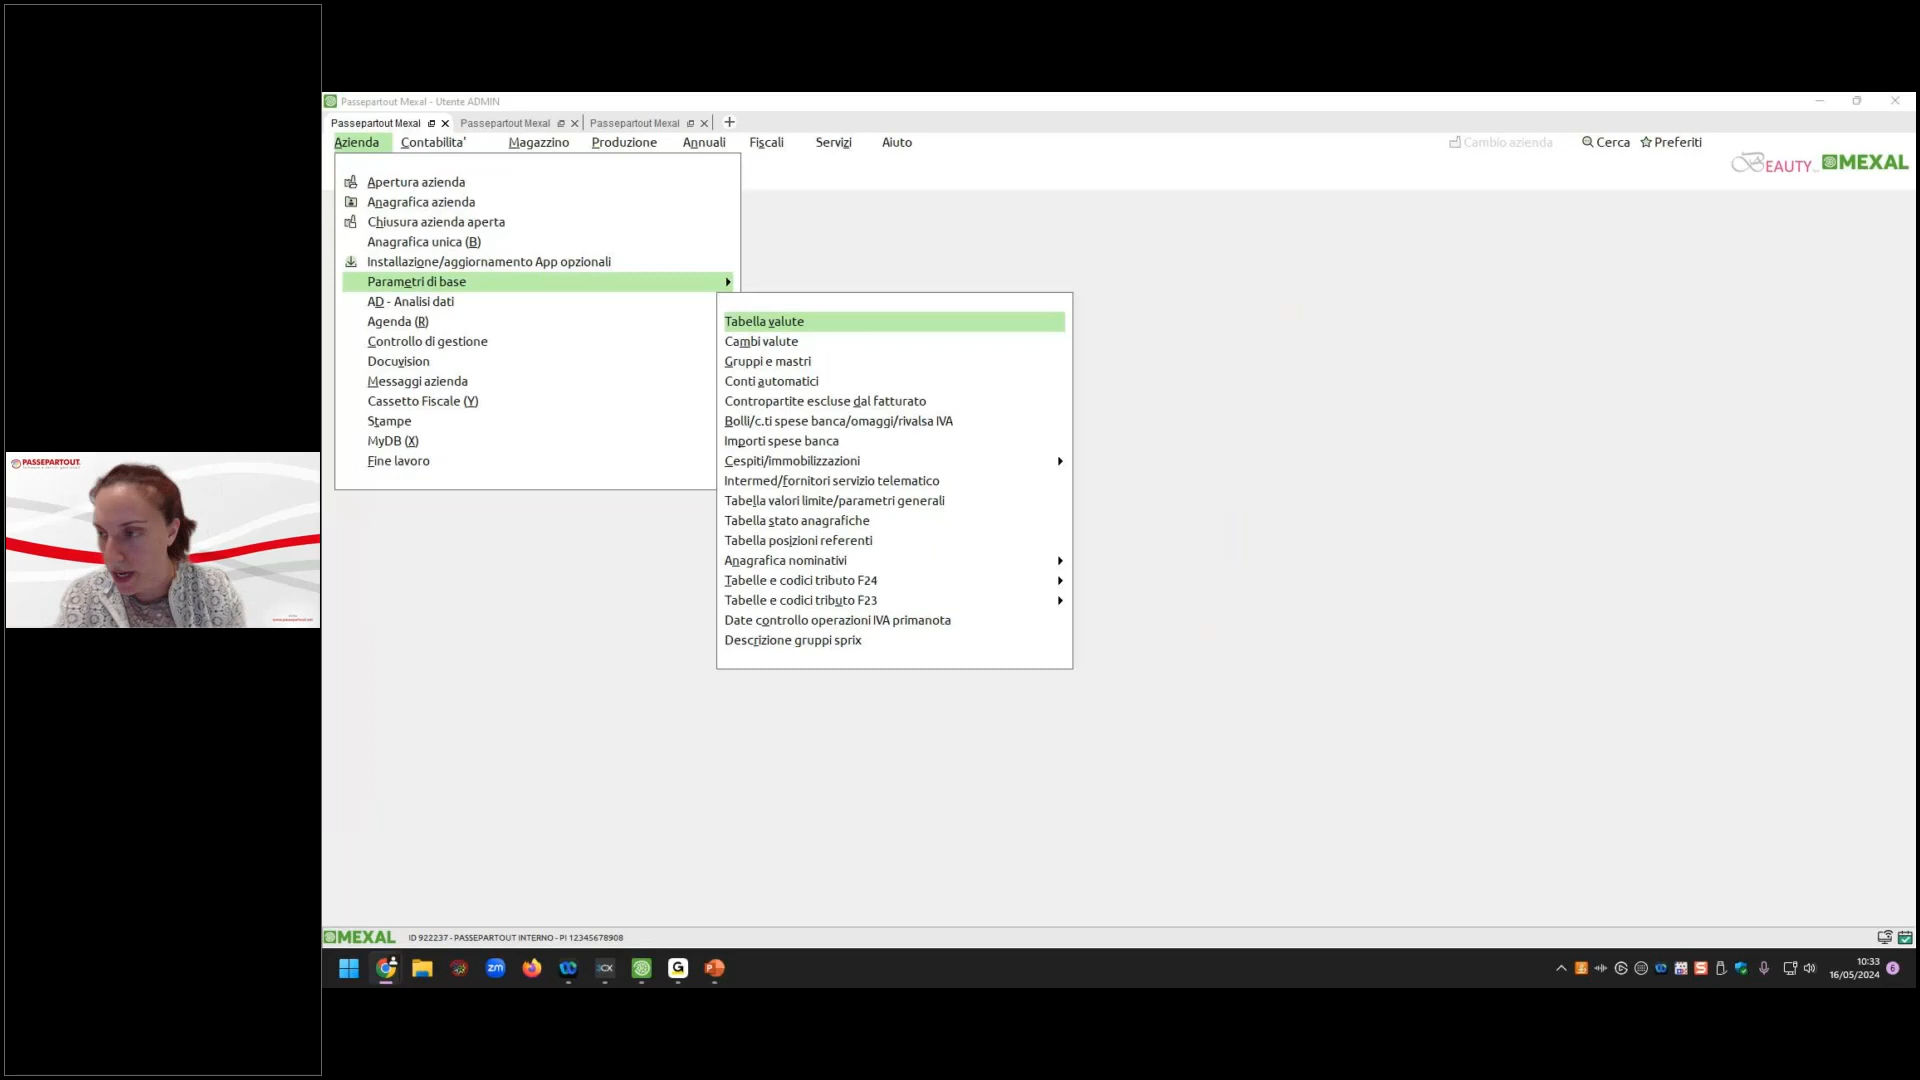 Passepartout Mexal - Utente ADMIN
Passepartout Mexal
Passepartout Mexal
Passepartout Mexal
Azienda
Contabilita'
Magazzino
Produzione
Annuali
Fiscali
Servizi
Aiuto
Cambio azienda
Cerca
Preferiti
BEAUTY
MEXAL
Apertura azienda
Anagrafica azienda
Chiusura azienda aperta
Anagrafica unica (B)
Installazione/aggiornamento App opzionali
Parametri di base
AD - Analisi dati
Agenda (R)
Controllo di gestione
Docuvision
Messaggi azienda
Cassetto Fiscale (Y)
Stampe
MyDB (X)
Fine lavoro
Tabella valute
Cambi valute
Gruppi e mastri
Conti automatici
Contropartite escluse dal fatturato
Bolli/c.ti spese banca/omaggi/rivalsa IVA
Importi spese banca
Cespiti/immobilizzazioni
Intermed/fornitori servizio telematico
Tabella valori limite/parametri generali
Tabella stato anagrafiche
Tabella posizioni referenti
Anagrafica nominativi
Tabelle e codici tributo F24
Tabelle e codici tributo F23
Date controllo operazioni IVA primanota
Descrizione gruppi sprix
PASSEPARTOUT
www.passepartout.net
MEXAL
ID 922237 - PASSEPARTOUT INTERNO - PI 12345678908
zm
CX
G
P
S
10:33
16/05/2024
6